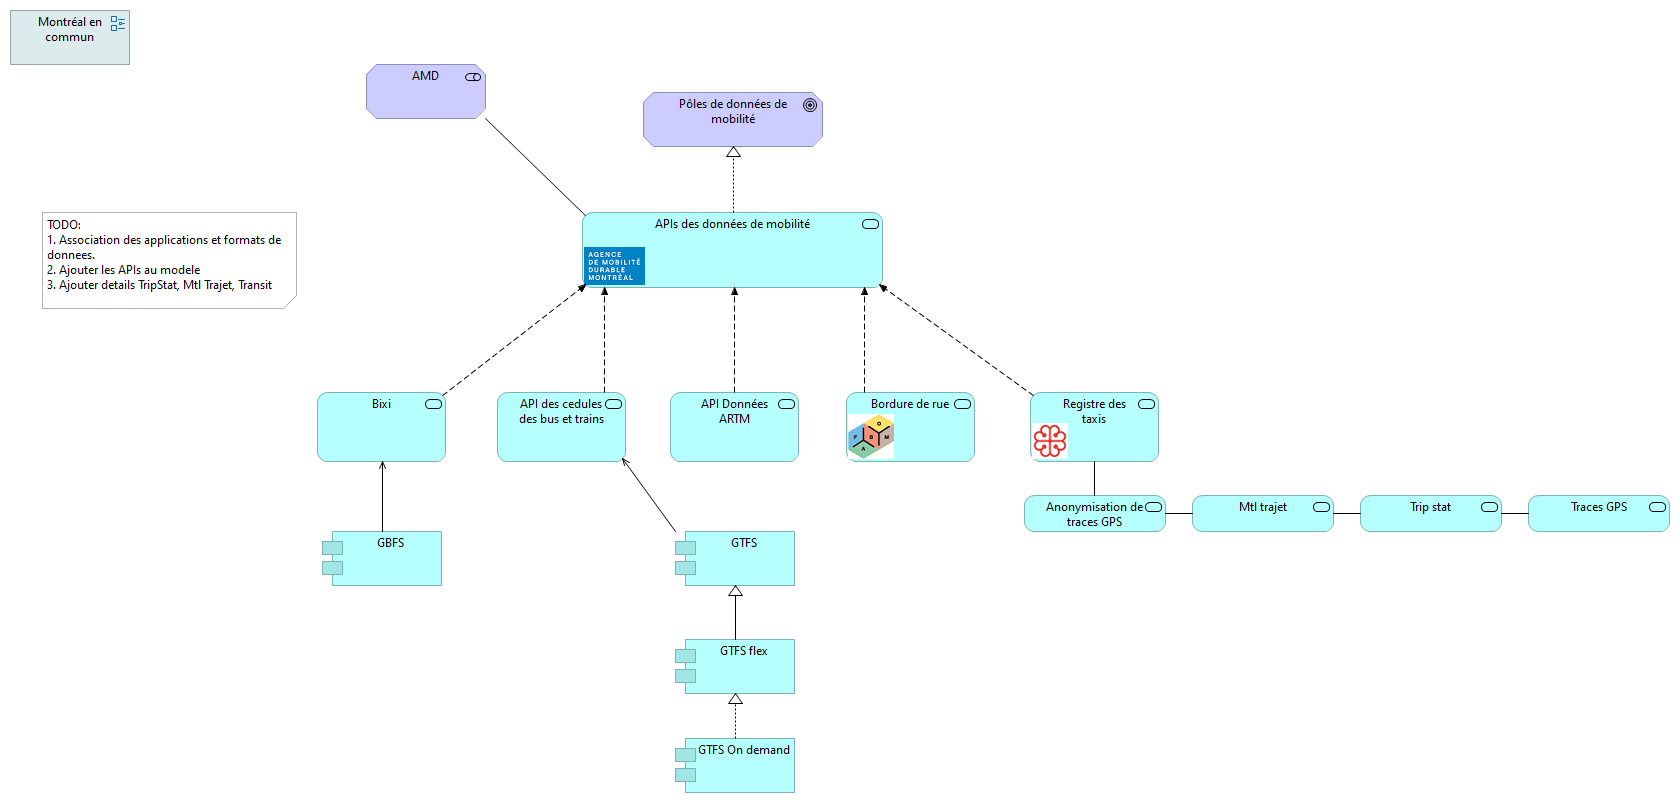 Montréal en
commun
AMD
Pôles de données de
mobilité
TODO:
1. Association des applications et formats de
donnees.
2. Ajouter les APIs au modele
3. Ajouter details TripStat, Mtl Trajet, Transit
APIs des données de mobilité
AGENCE
DE MOBILITÉ
DURABLE
MONTRÉAL
Bixi
API des cedules
des bus et trains
API Données
ARTM
Bordure de rue
F
A
B
O
M
Registre des
taxis
Anonymisation de
traces GPS
Mtl trajet
Trip stat
Traces GPS
GBFS
GTFS
GTFS flex
GTFS On demand